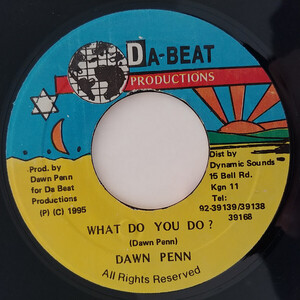 DA-BEAT
PRODUCTIONS
Prod. by
Dawn Penn
for Da Beat
Productions
(P) (C) 1995
Dist by
Dynamic Sounds
15 Bell Rd.
Kgn 11
Tel:
92-39139/39138
39168
WHAT DO YOU DO ?
(Dawn Penn)
DAWN PENN
All Rights Reserved